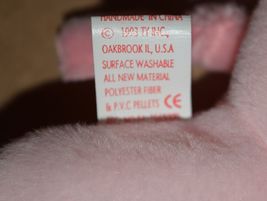 HANDMADE IN CHINA
© 1993 TY INC.,
OAKBROOK IL, U.S.A
SURFACE WASHABLE
ALL NEW MATERIAL
POLYESTER FIBER
& P.V.C PELLETS CE